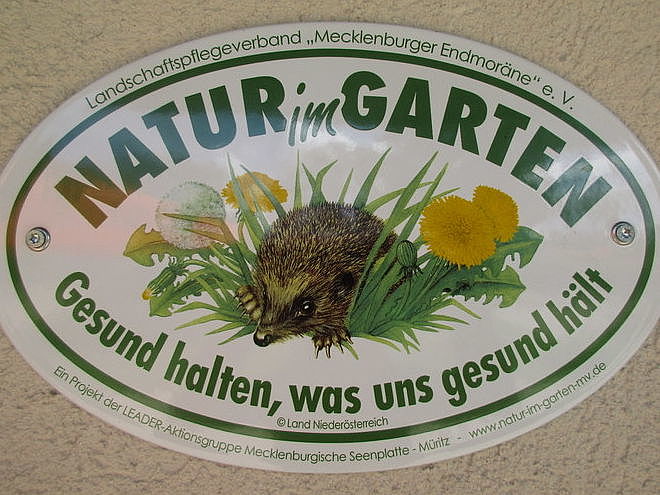 Landschaftspflegeverband „Mecklenburger Endmoräne“ e. V.
NATUR im GARTEN
Gesund halten, was uns gesund hält
© Land Niederösterreich
Ein Projekt der LEADER-Aktionsgruppe Mecklenburgische Seenplatte - Müritz - www.natur-im-garten-mv.de